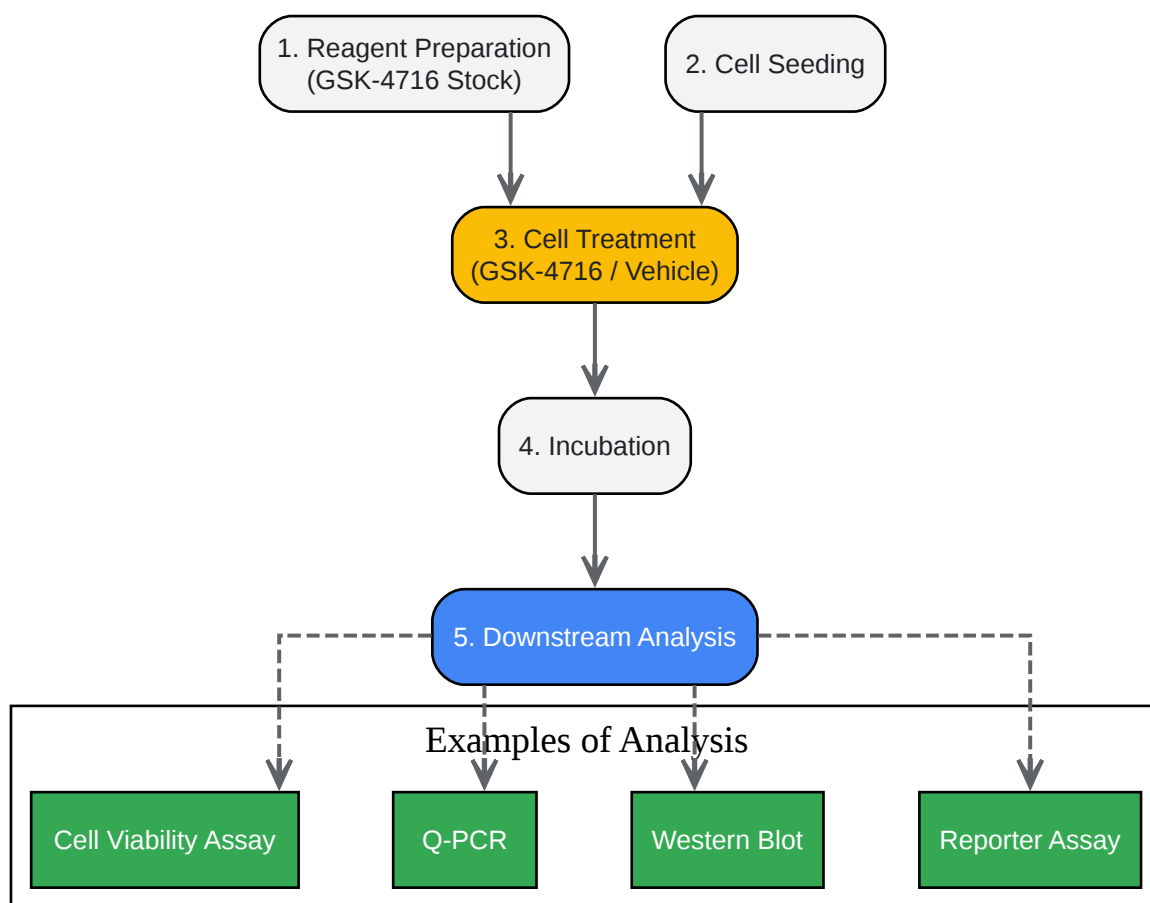 1. Reagent Preparation
(GSK-4716 Stock)
2. Cell Seeding
3. Cell Treatment
(GSK-4716 / Vehicle)
4. Incubation
5. Downstream Analysis
Examples of Analysis
Cell Viability Assay
Q-PCR
Western Blot
Reporter Assay